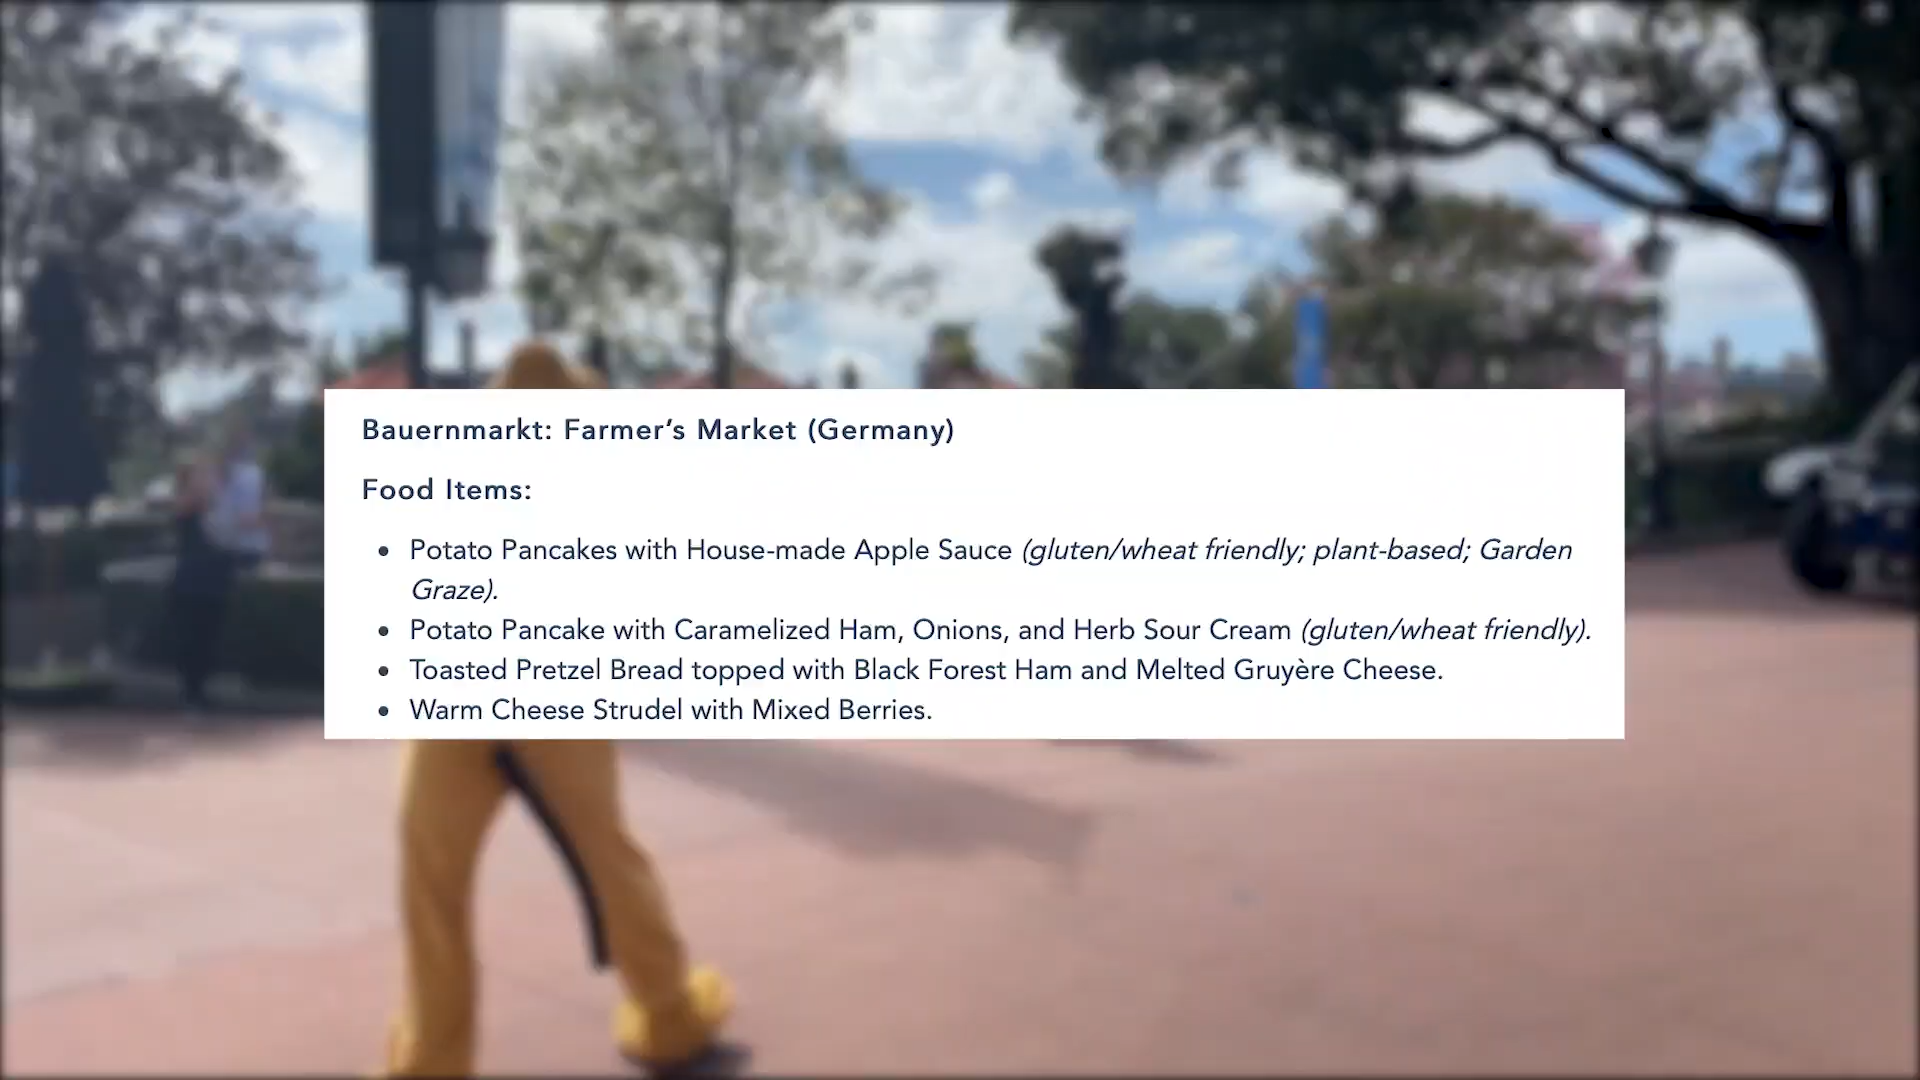 Bauernmarkt: Farmer’s Market (Germany)
Food Items:
• Potato Pancakes with House-made Apple Sauce (gluten/wheat friendly; plant-based; Garden
Graze).
• Potato Pancake with Caramelized Ham, Onions, and Herb Sour Cream (gluten/wheat friendly).
• Toasted Pretzel Bread topped with Black Forest Ham and Melted Gruyère Cheese.
• Warm Cheese Strudel with Mixed Berries.